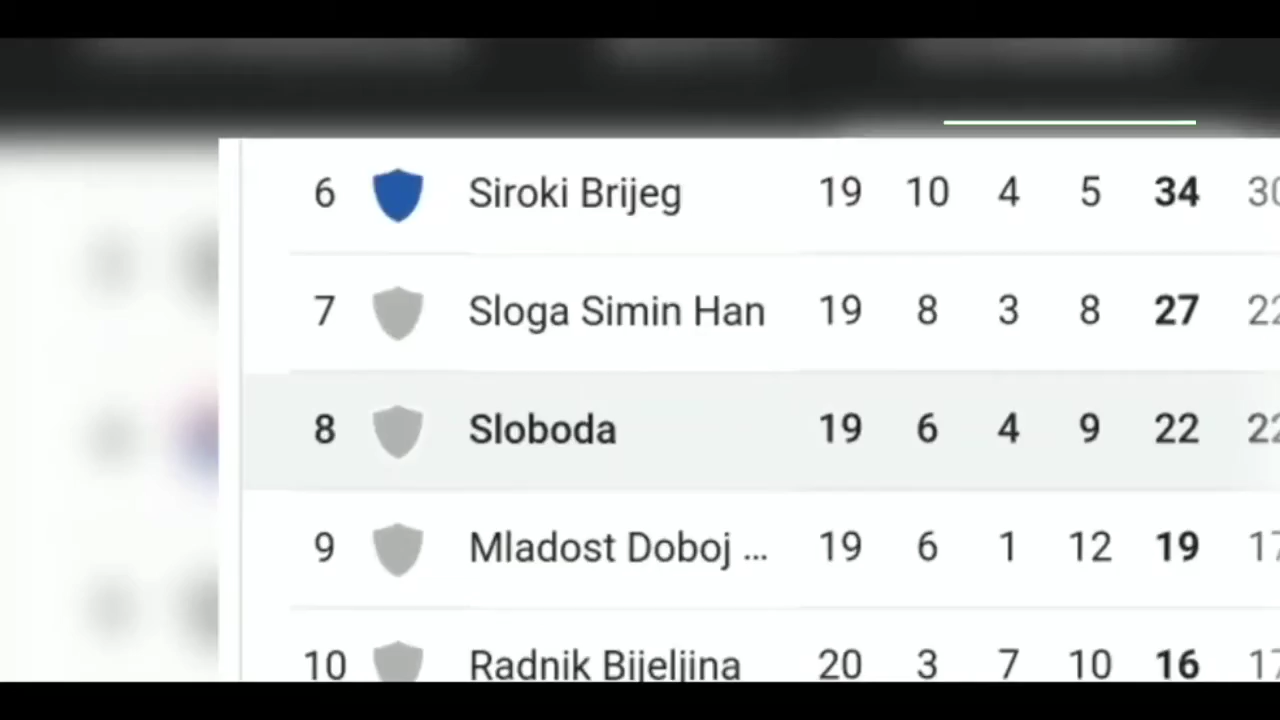 6 Siroki Brijeg 19 10 4 5 34
7 Sloga Simin Han 19 8 3 8 27
8 Sloboda 19 6 4 9 22
9 Mladost Doboj ... 19 6 1 12 19
10 Radnik Bijeljina 20 3 7 10 16